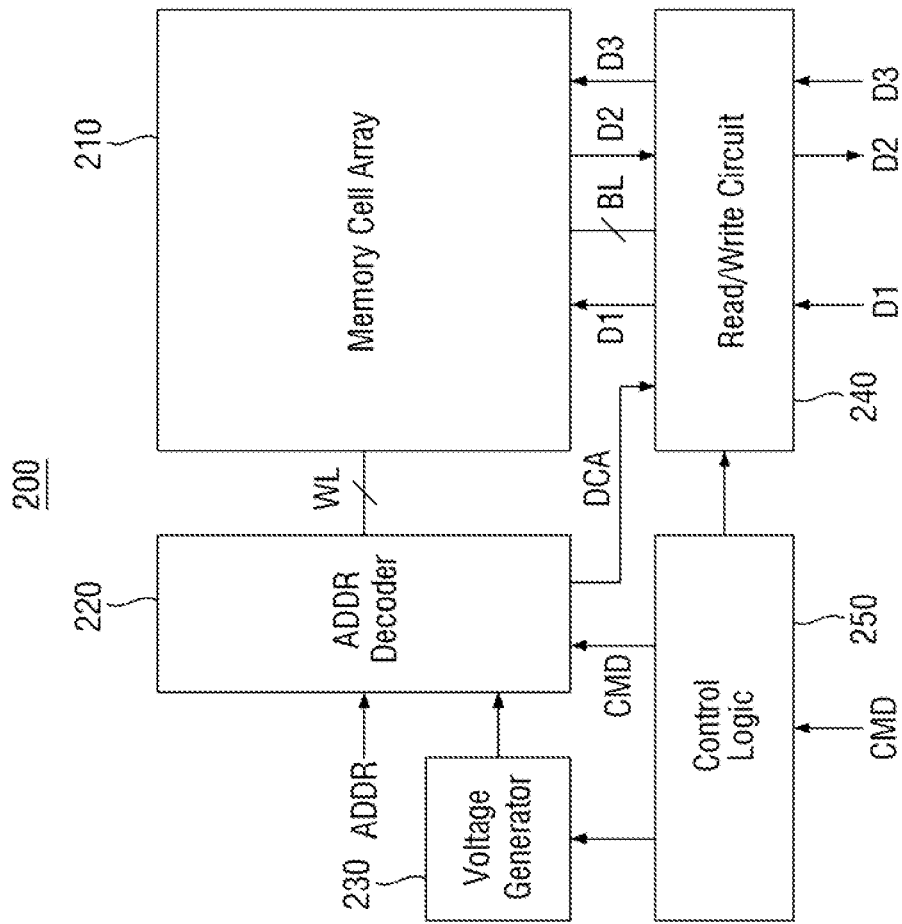 200
210
Memory Cell Array
220
ADDR
Decoder
WL
ADDR
230
Voltage
Generator
CMD
DCA
D1
BL
D2
D3
Control
Logic
250
Read/Write Circuit
240
CMD
D1
D2
D3